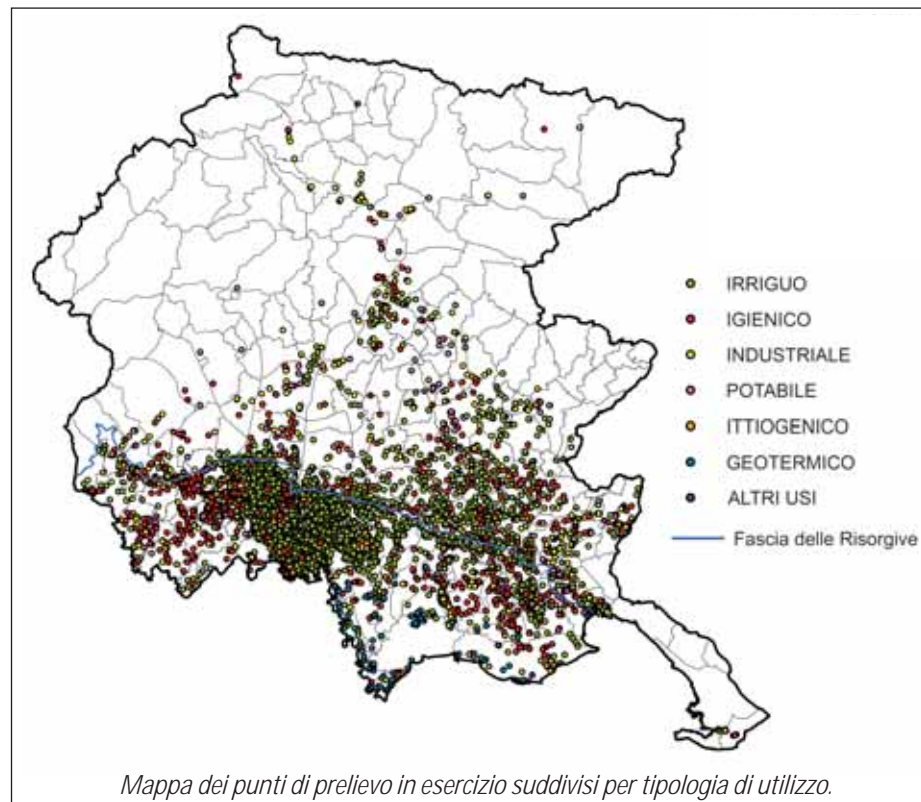 IRRIGUO
IGIENICO
INDUSTRIALE
POTABILE
ITTIOGENICO
GEOTERMICO
ALTRI USI
Fascia delle Risorgive
Mappa dei punti di prelievo in esercizio suddivisi per tipologia di utilizzo.